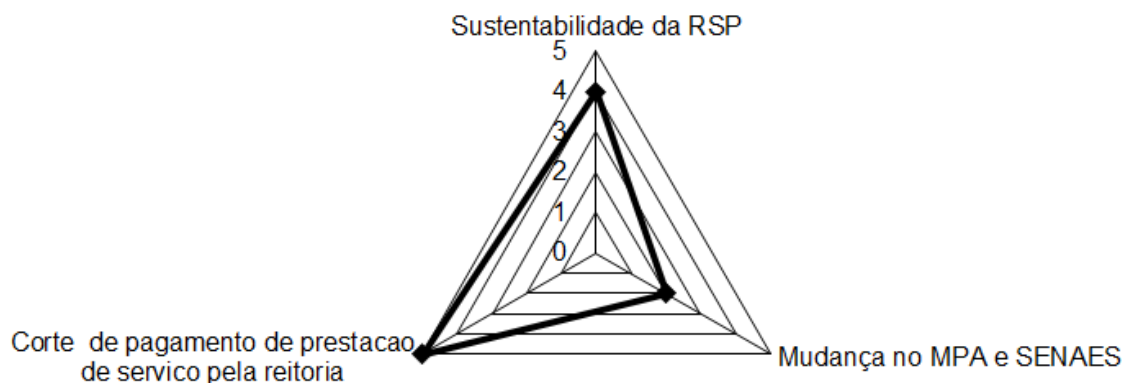 Sustentabilidade da RSP
5
4
3
2
1
0
Corte de pagamento de prestacao
de servico pela reitoria
Mudança no MPA e SENAES